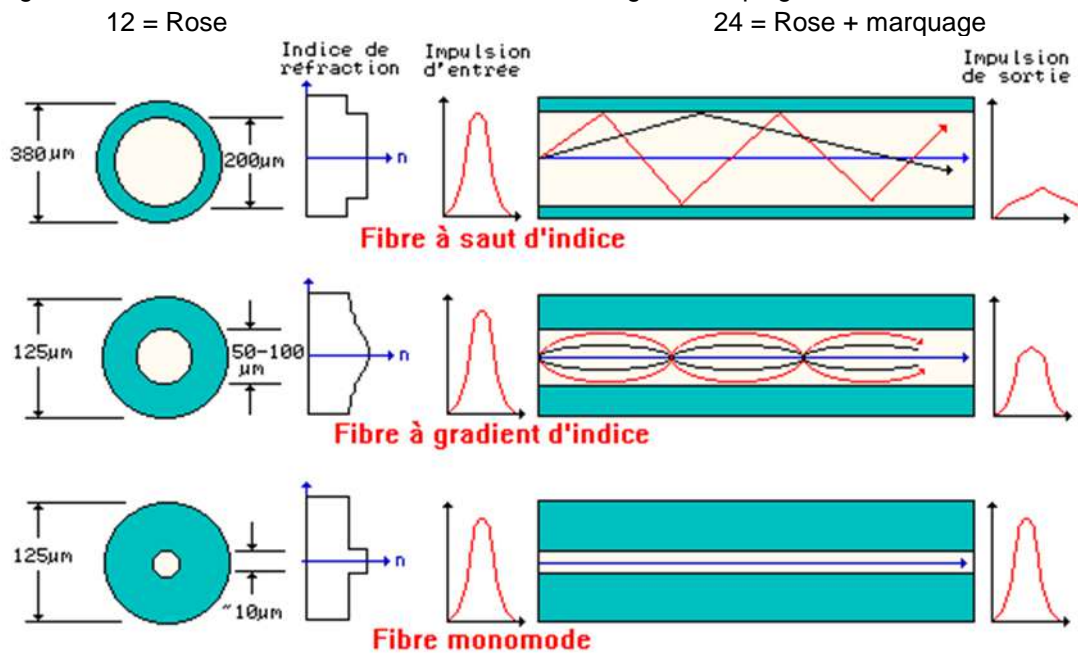 12 = Rose 24 = Rose + marquage
Indice de réfraction
Impulsion d'entrée
Impulsion de sortie
380µm
200µm
n
Fibre à saut d'indice
125µm
50-100 µm
n
Fibre à gradient d'indice
125µm
~10µm
n
Fibre monomode